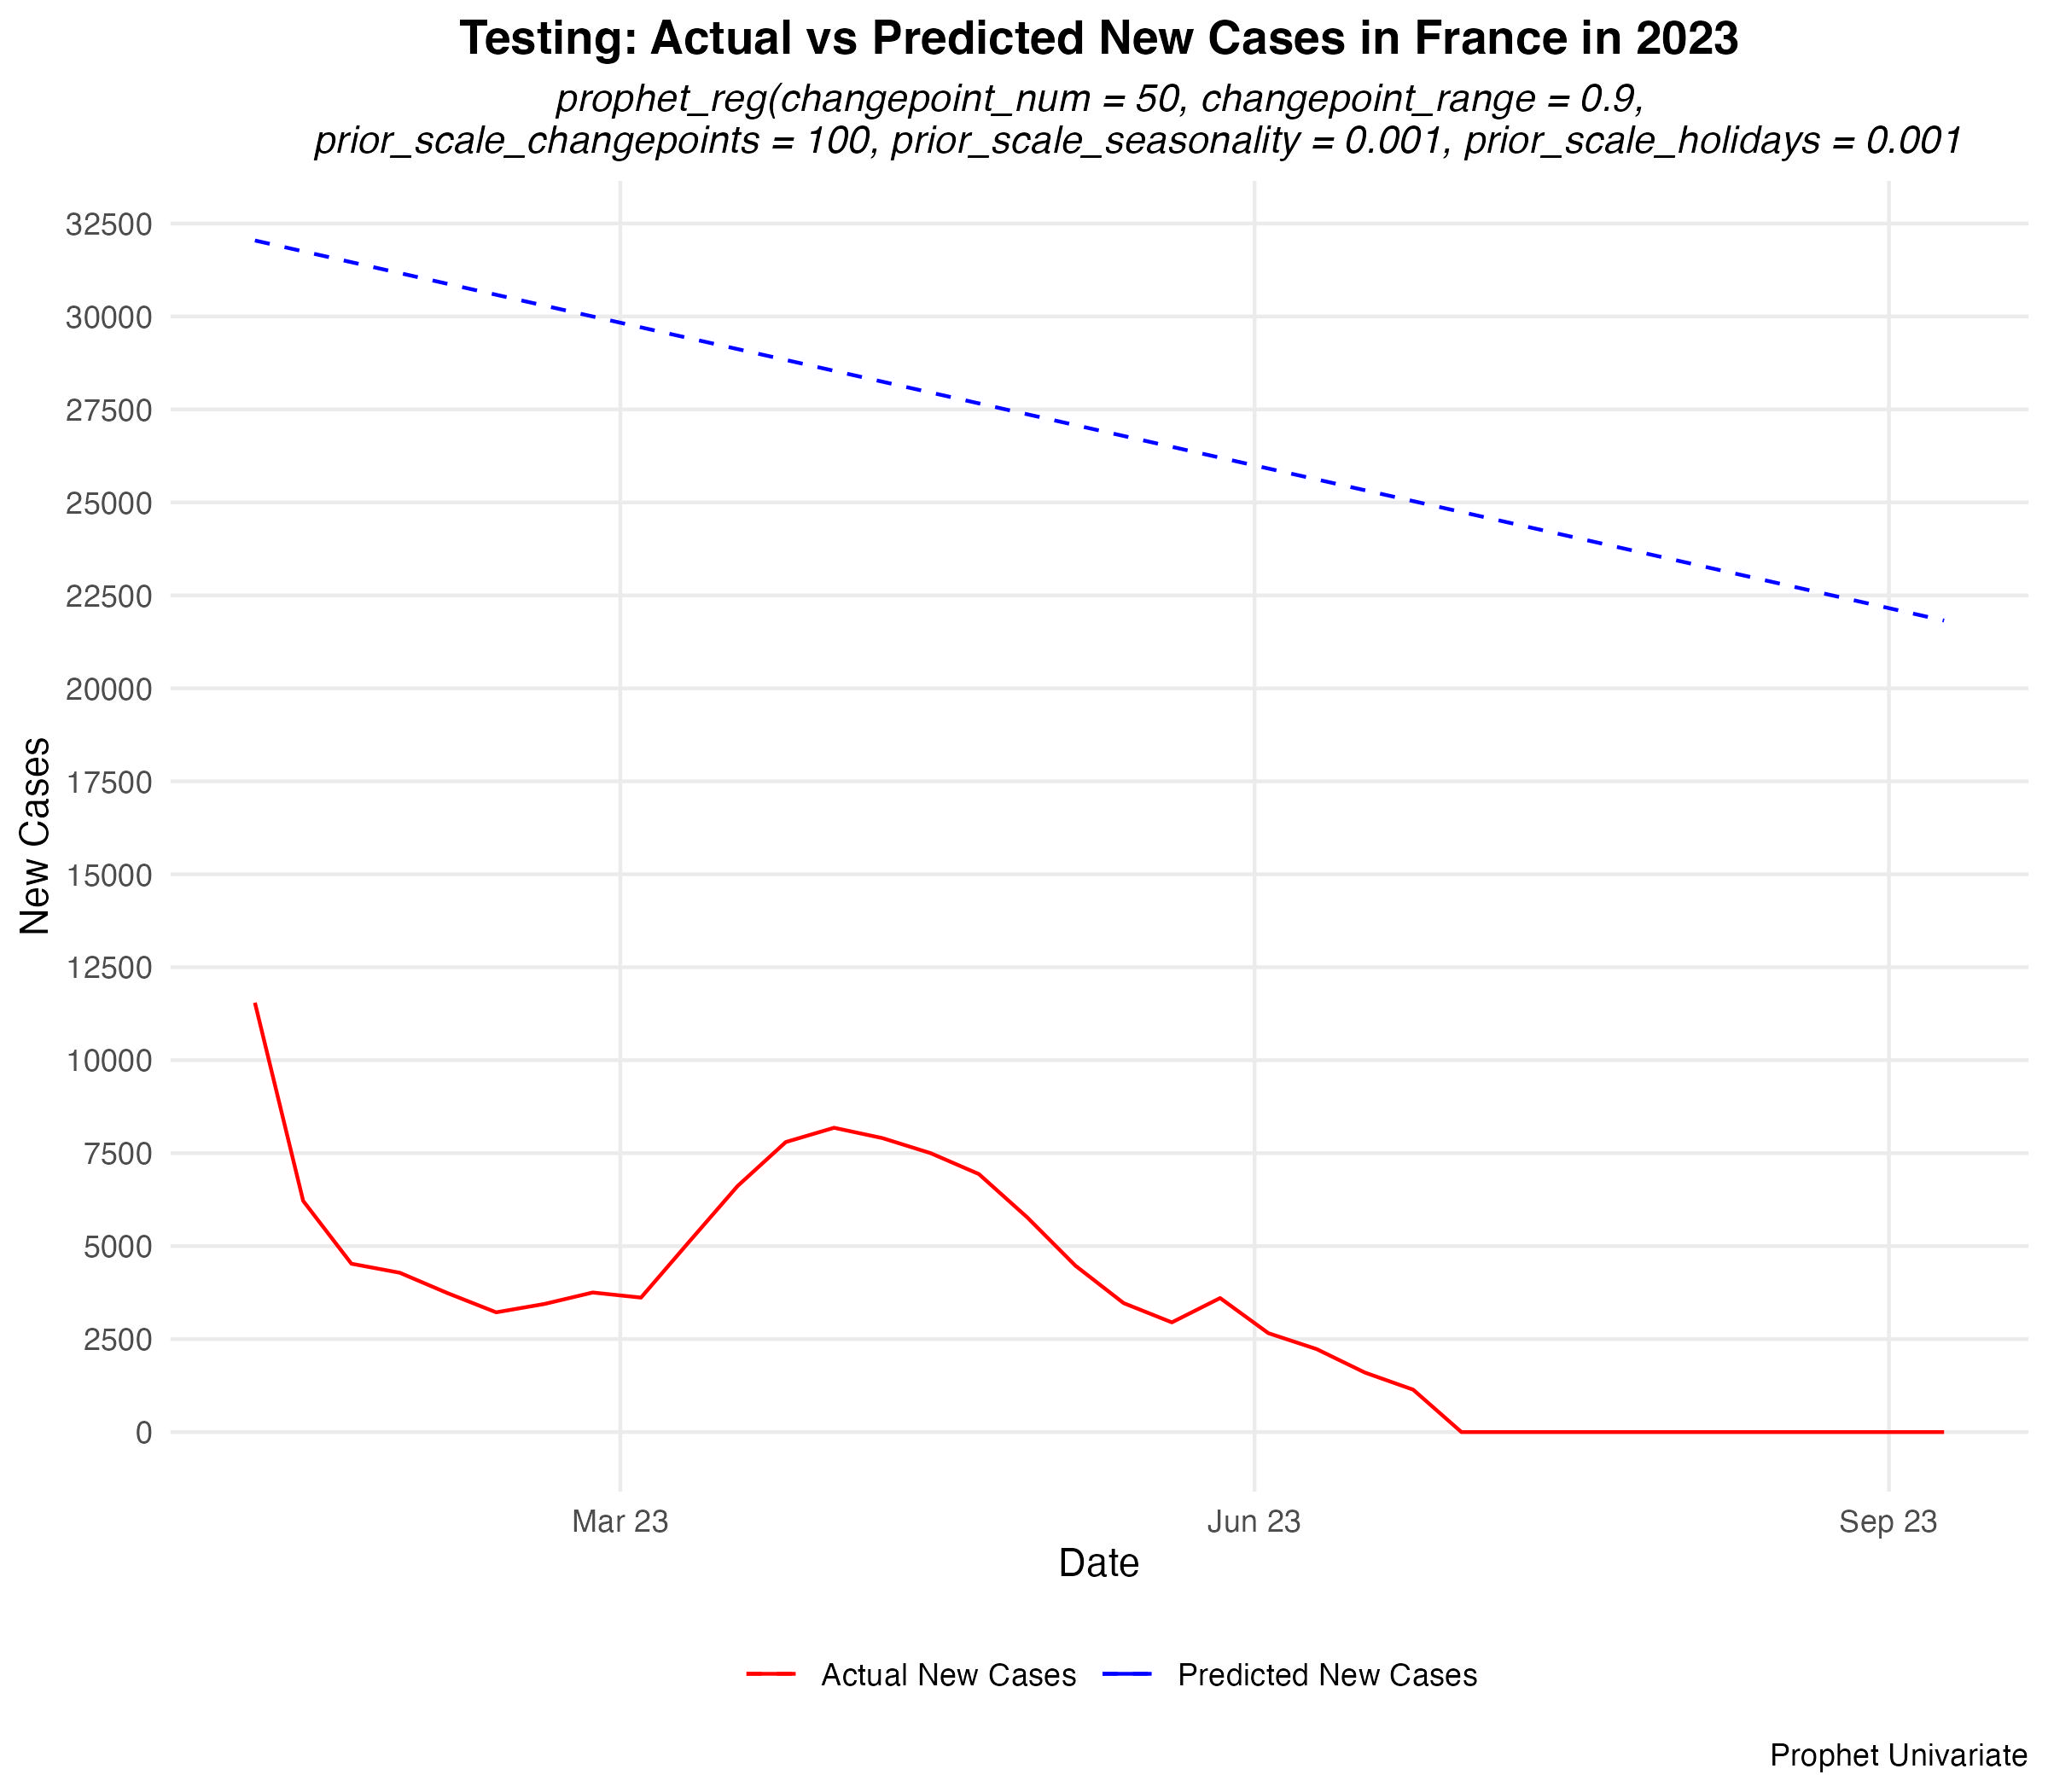 Testing: Actual vs Predicted New Cases in France in 2023
prophet_reg(changepoint_num = 50, changepoint_range = 0.9,
prior_scale_changepoints = 100, prior_scale_seasonality = 0.001, prior_scale_holidays = 0.001
New Cases
32500
30000
27500
25000
22500
20000
17500
15000
12500
10000
7500
5000
2500
0
Mar 23
Jun 23
Sep 23
Date
Actual New Cases
Predicted New Cases
Prophet Univariate